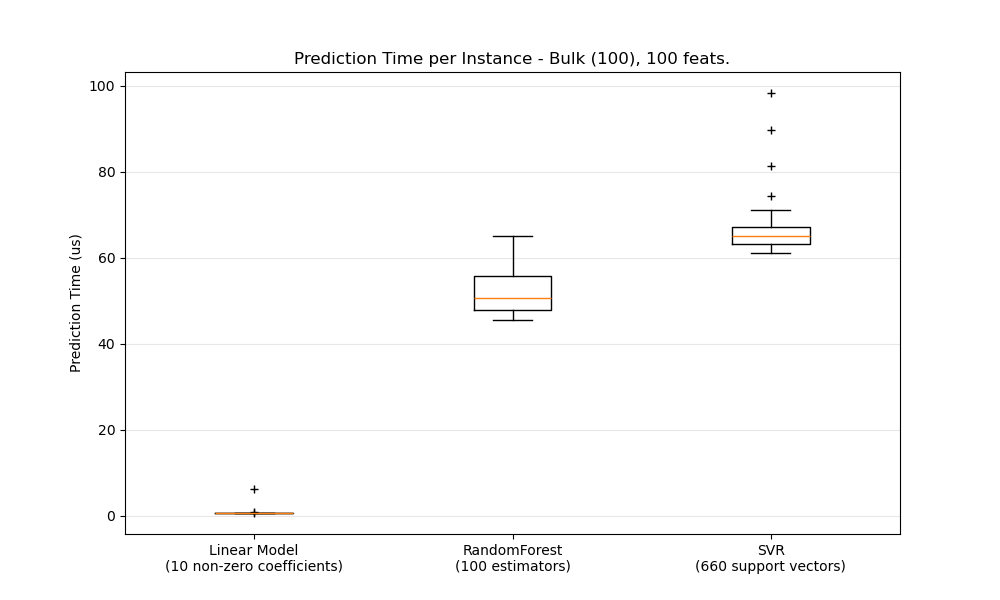 Prediction Time per Instance - Bulk (100), 100 feats.
Prediction Time (us)
100
80
60
40
20
0
Linear Model
(10 non-zero coefficients)
RandomForest
(100 estimators)
SVR
(660 support vectors)